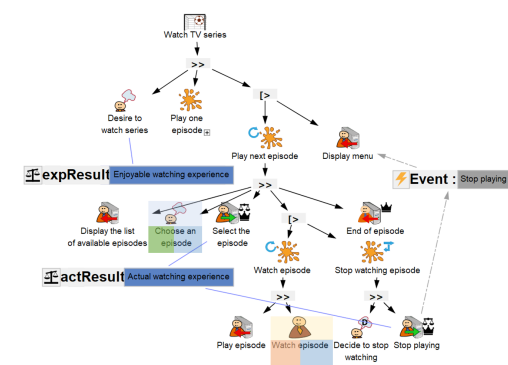 Watch TV series
>>
Desire to
watch series
Play one
episode
[>
Play next episode
Display menu
expResult
Enjoyable watching experience
Event :
Stop playing
>>
Display the list
of available episodes
Choose an
episode
Select the
episode
[>
End of episode
Watch episode
Stop watching episode
actResult
Actual watching experience
>>
>>
Play episode
Watch episode
D
Decide to stop
watching
Stop playing